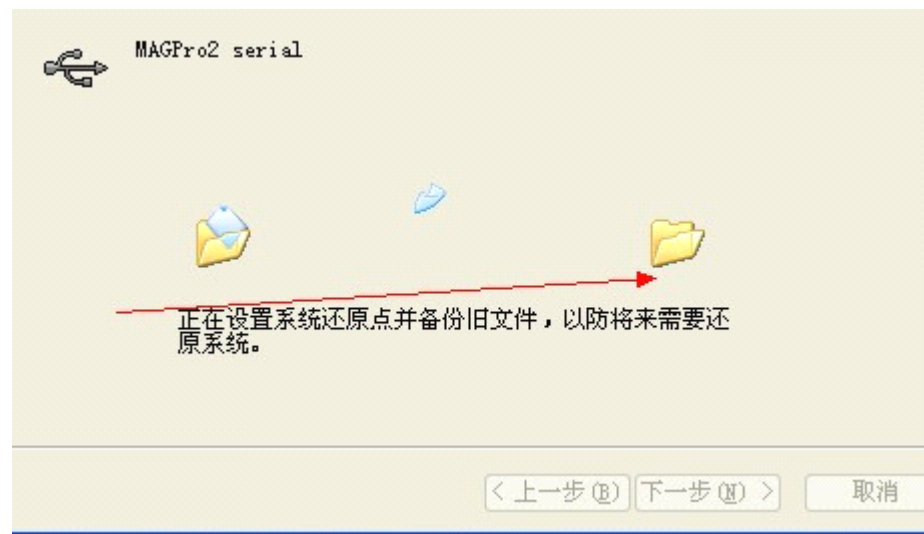 MAGPro2 serial
正在设置系统还原点并备份旧文件，以防将来需要还
原系统。
< 上一步(B) 下一步(N) > 取消